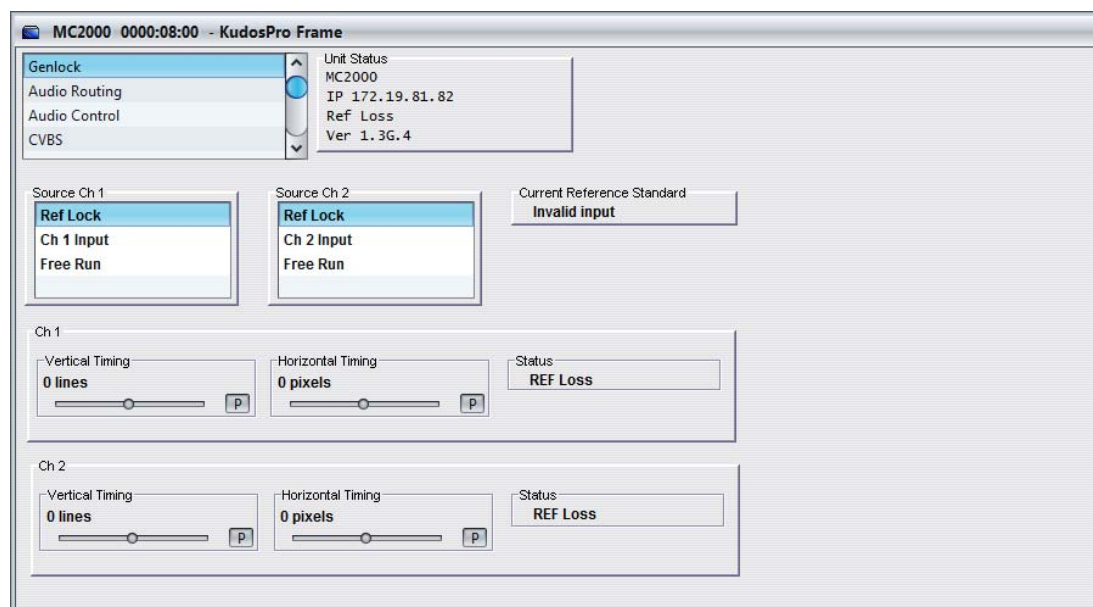 MC2000 0000:08:00 - KudosPro Frame
Genlock
Audio Routing
Audio Control
CVBS
Unit Status
MC2000
IP 172.19.81.82
Ref Loss
Ver 1.3G.4
Source Ch 1
Ref Lock
Ch 1 Input
Free Run
Source Ch 2
Ref Lock
Ch 2 Input
Free Run
Current Reference Standard
Invalid input
Ch 1
Vertical Timing
0 lines
P
Horizontal Timing
0 pixels
P
Status
REF Loss
Ch 2
Vertical Timing
0 lines
P
Horizontal Timing
0 pixels
P
Status
REF Loss